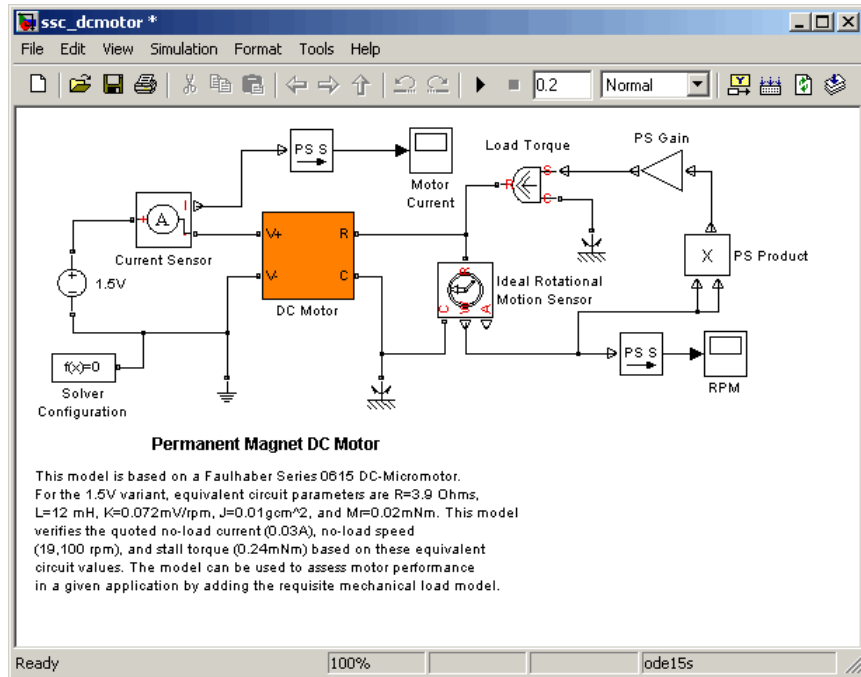 ssc_dcmotor *
File Edit View Simulation Format Tools Help
0.2 Normal
PS S
Motor
Current
Load Torque
PS Gain
R
S
C
I
+
A
-
Current Sensor
V+ R
V- C
DC Motor
+
-
1.5V
X
PS Product
R
C W A
Ideal Rotational
Motion Sensor
PS S
RPM
f(x)=0
Solver
Configuration
Permanent Magnet DC Motor
This model is based on a Faulhaber Series 0615 DC-Micromotor.
For the 1.5V variant, equivalent circuit parameters are R=3.9 Ohms,
L=12 mH, K=0.072mV/rpm, J=0.01gcm^2, and Mr=0.02mNm. This model
verifies the quoted no-load current (0.03A), no-load speed
(19,100 rpm), and stall torque (0.24mNm) based on these equivalent
circuit values. The model can be used to assess motor performance
in a given application by adding the requisite mechanical load model.
Ready 100% ode15s